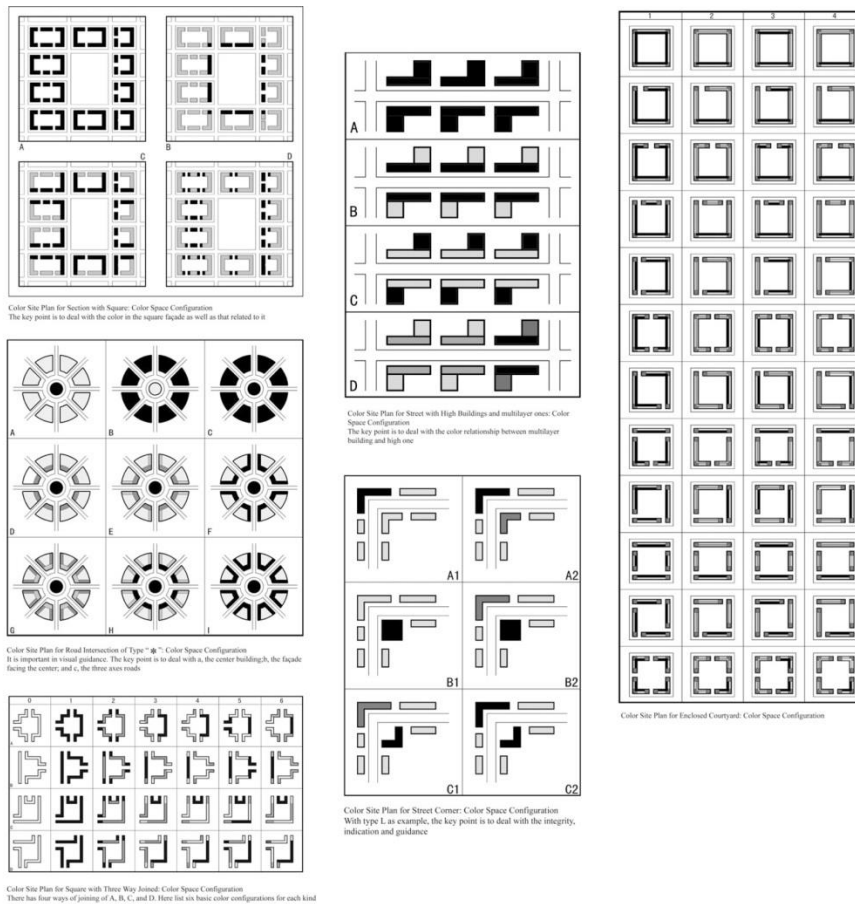 A
B
C
D
Color Site Plan for Section with Square: Color Space Configuration
The key point is to deal with the color in the square façade as well as that related to it
A
B
C
D
E
F
G
H
I
Color Site Plan for Road Intersection of Type “ ✱ ”: Color Space Configuration
It is important in visual guidance. The key point is to deal with a, the center building;b, the façade
facing the center; and c, the three axes roads
0 1 2 3 4 5 6
A
B
Color Site Plan for Square with Three Way Joined: Color Space Configuration
There has four ways of joining of A, B, C, and D. Here list six basic color configurations for each kind
A
B
C
D
Color Site Plan for Street with High Buildings and multilayer ones: Color
Space Configuration
The key point is to deal with the color relationship between multilayer
building and high one
A1
A2
B1
B2
C1
C2
Color Site Plan for Street Corner: Color Space Configuration
With type L as example, the key point is to deal with the integrity,
indication and guidance
1 2 3 4
Color Site Plan for Enclosed Courtyard: Color Space Configuration